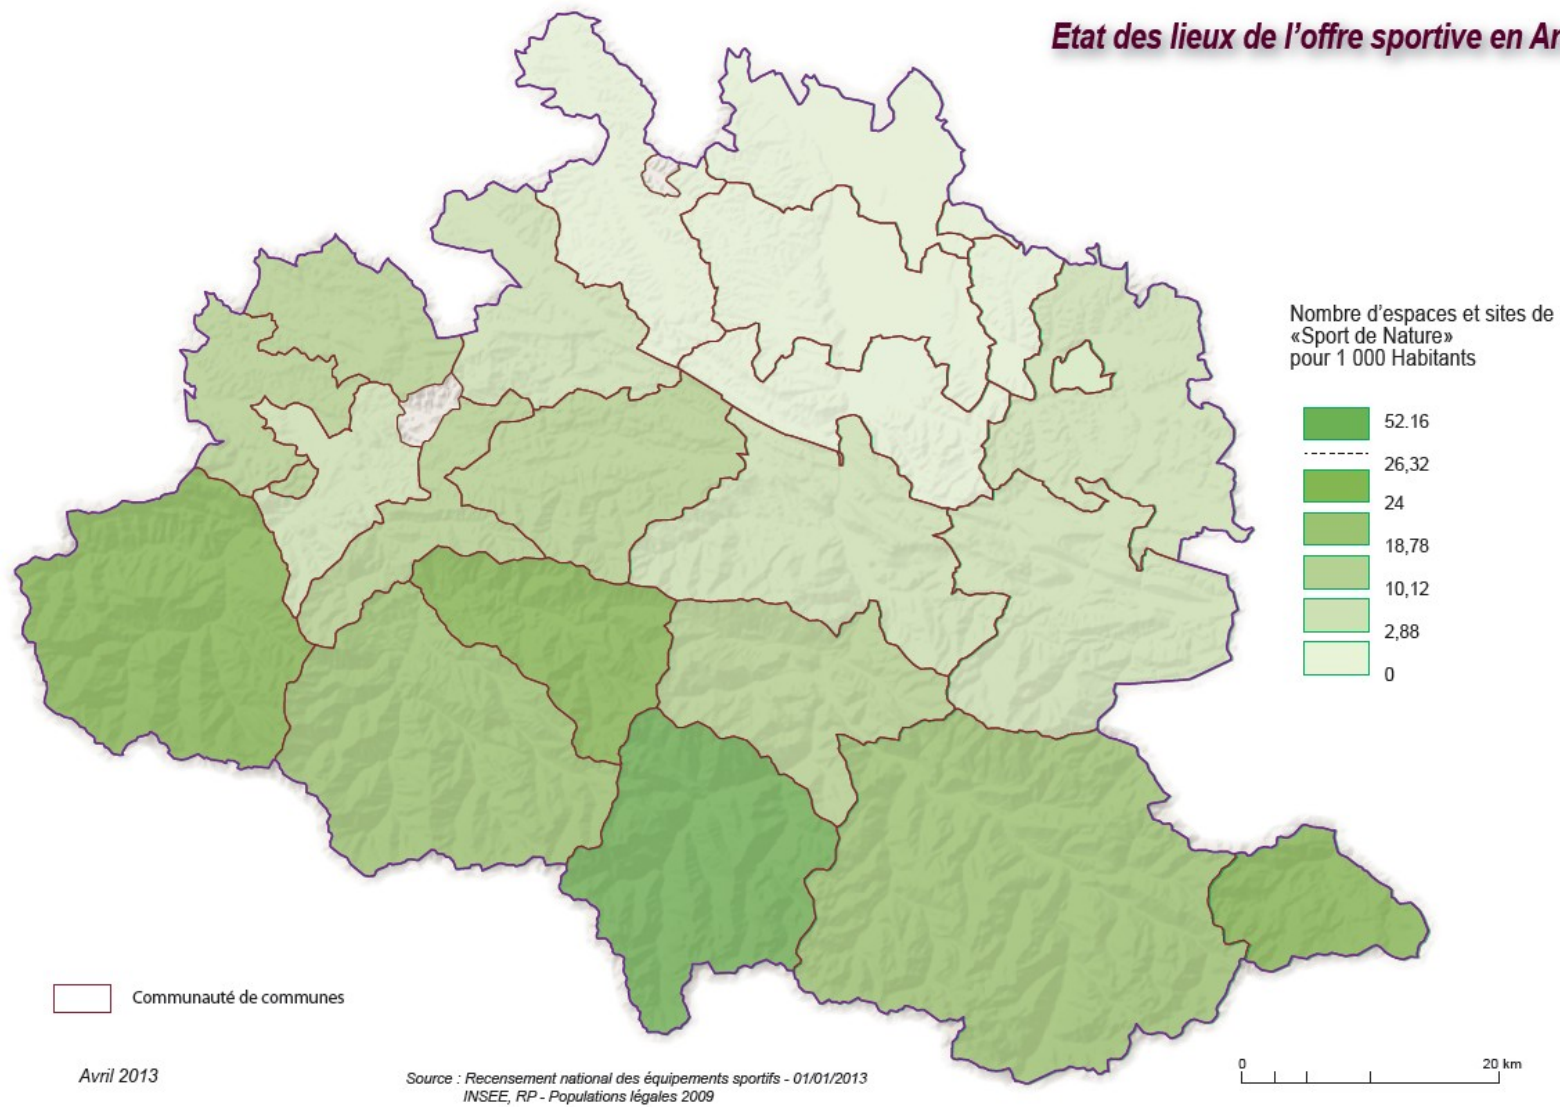 Etat des lieux de l’offre sportive en Ar
Nombre d’espaces et sites de
«Sport de Nature»
pour 1 000 Habitants
52.16
26,32
24
18,78
10,12
2,88
0
Communauté de communes
Avril 2013
Source : Recensement national des équipements sportifs - 01/01/2013
INSEE, RP - Populations légales 2009
0 20 km